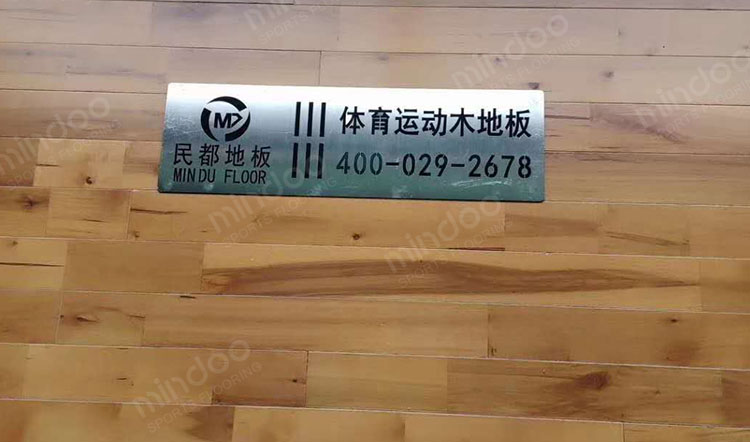 MD
民都地板
MINDU FLOOR
体育运动木地板
400-029-2678
mindoo
SPORTS FLOORING